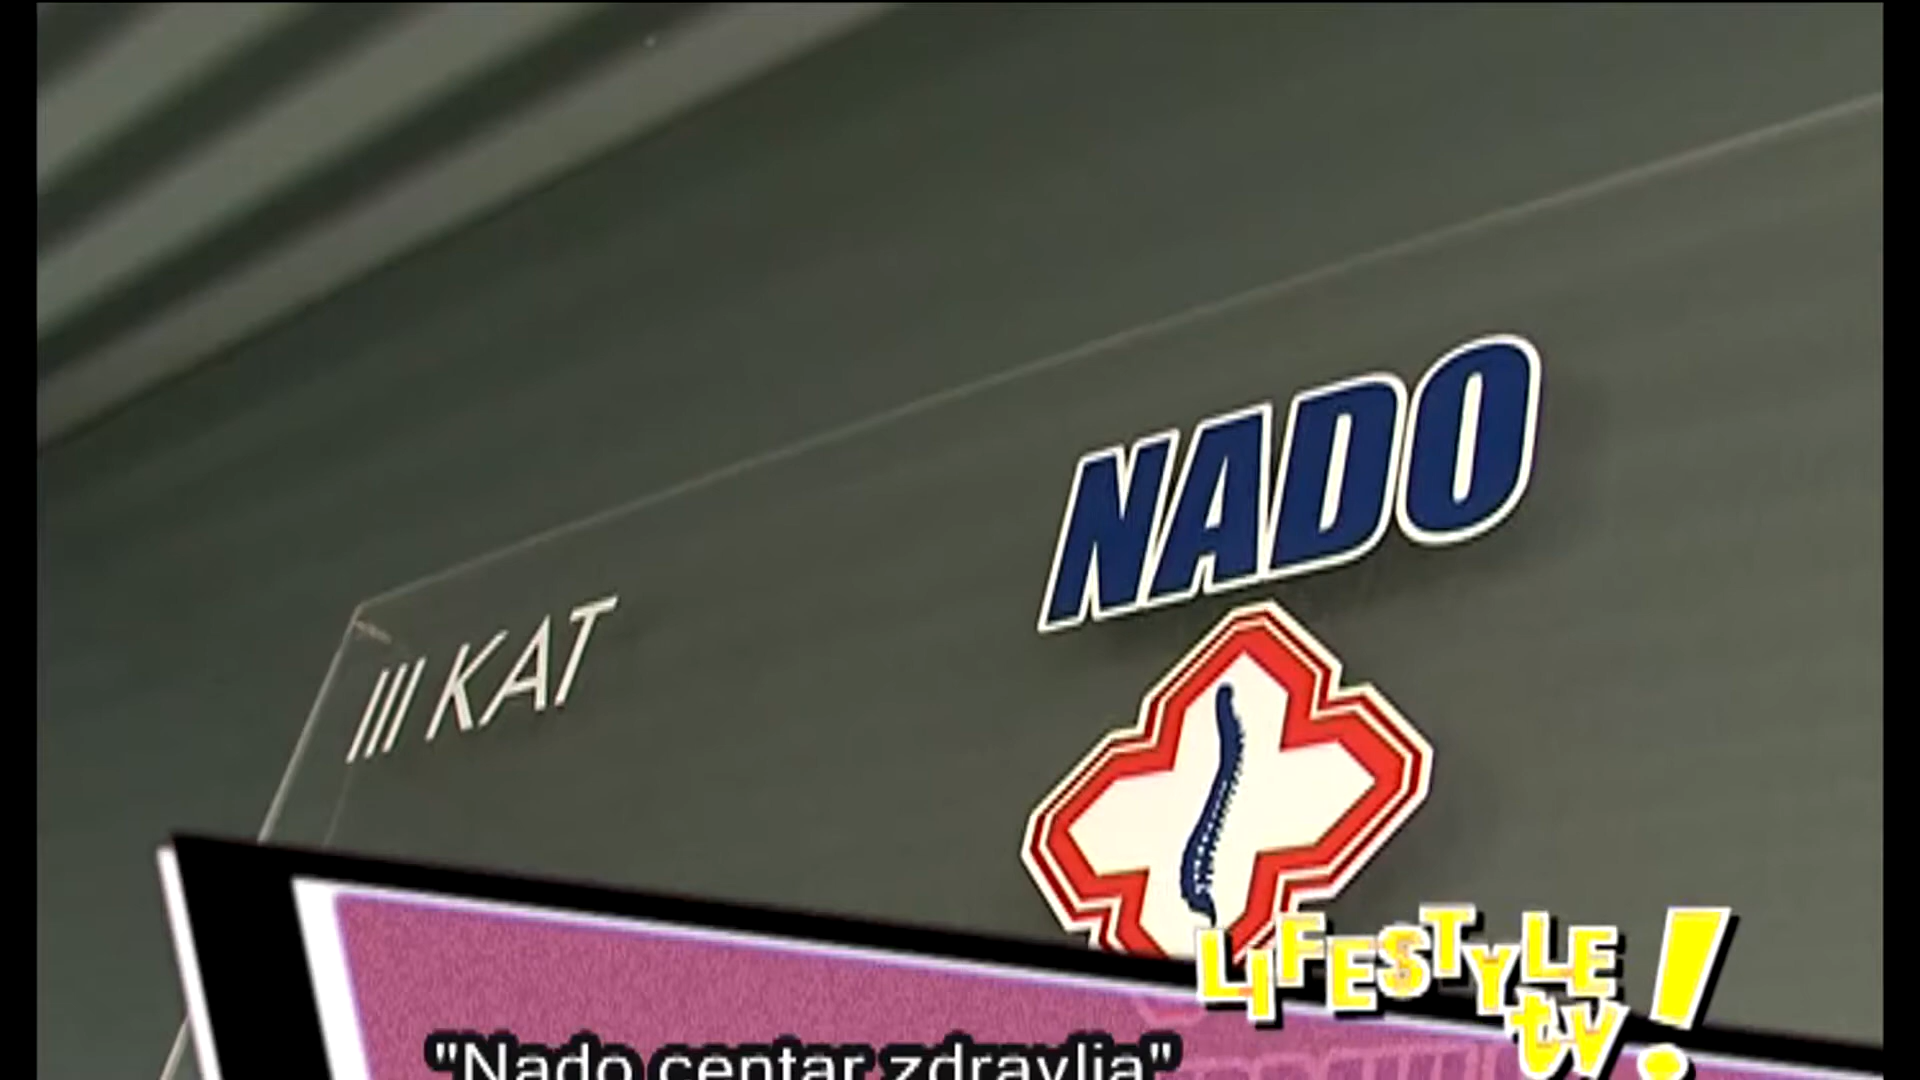 NADO
III KAT
LIFESTYLE
tv!
"Nado centar zdravlja"